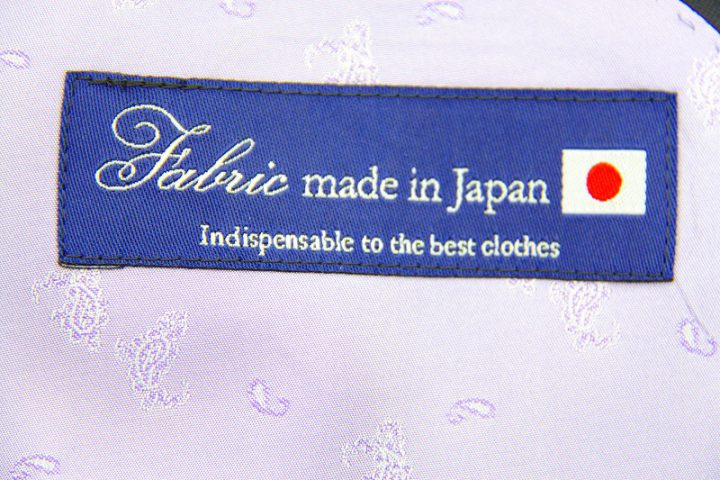 Fabric made in Japan
Indispensable to the best clothes